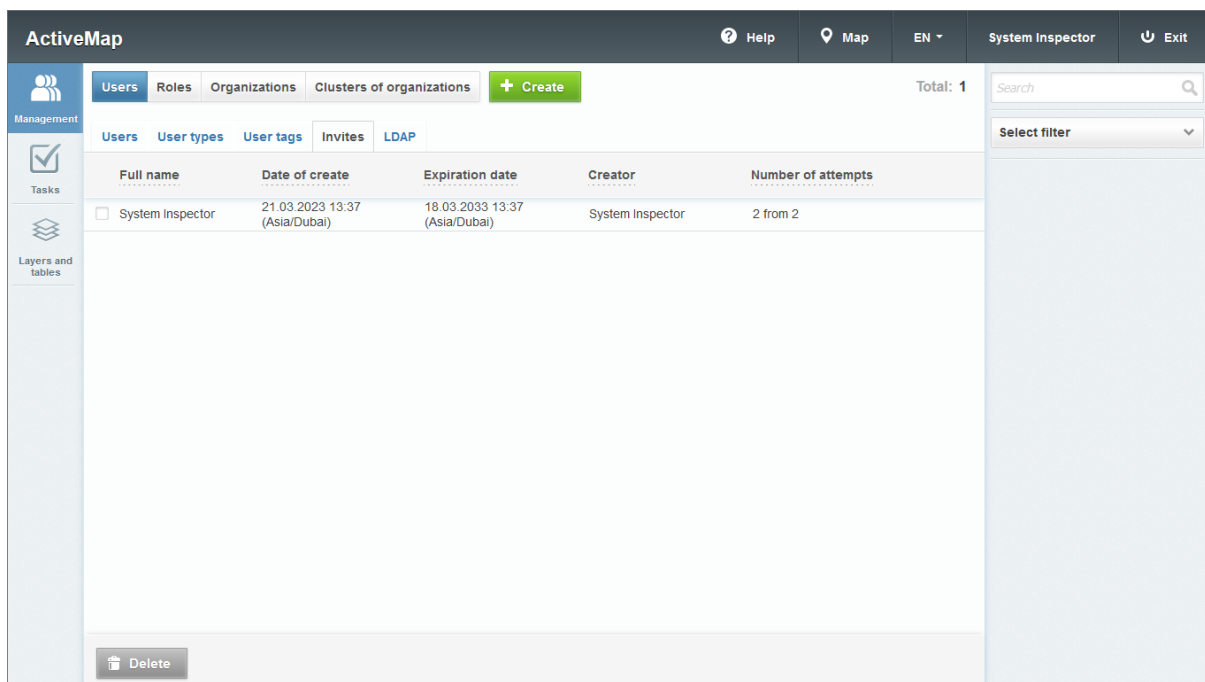 ActiveMap
Help
Map
EN
System Inspector
Exit
Management
Tasks
Layers and
tables
Users
Roles
Organizations
Clusters of organizations
+ Create
Total: 1
Users
User types
User tags
Invites
LDAP
Full name
Date of create
Expiration date
Creator
Number of attempts
System Inspector
21.03.2023 13:37
(Asia/Dubai)
18.03.2033 13:37
(Asia/Dubai)
System Inspector
2 from 2
Delete
Search
Select filter